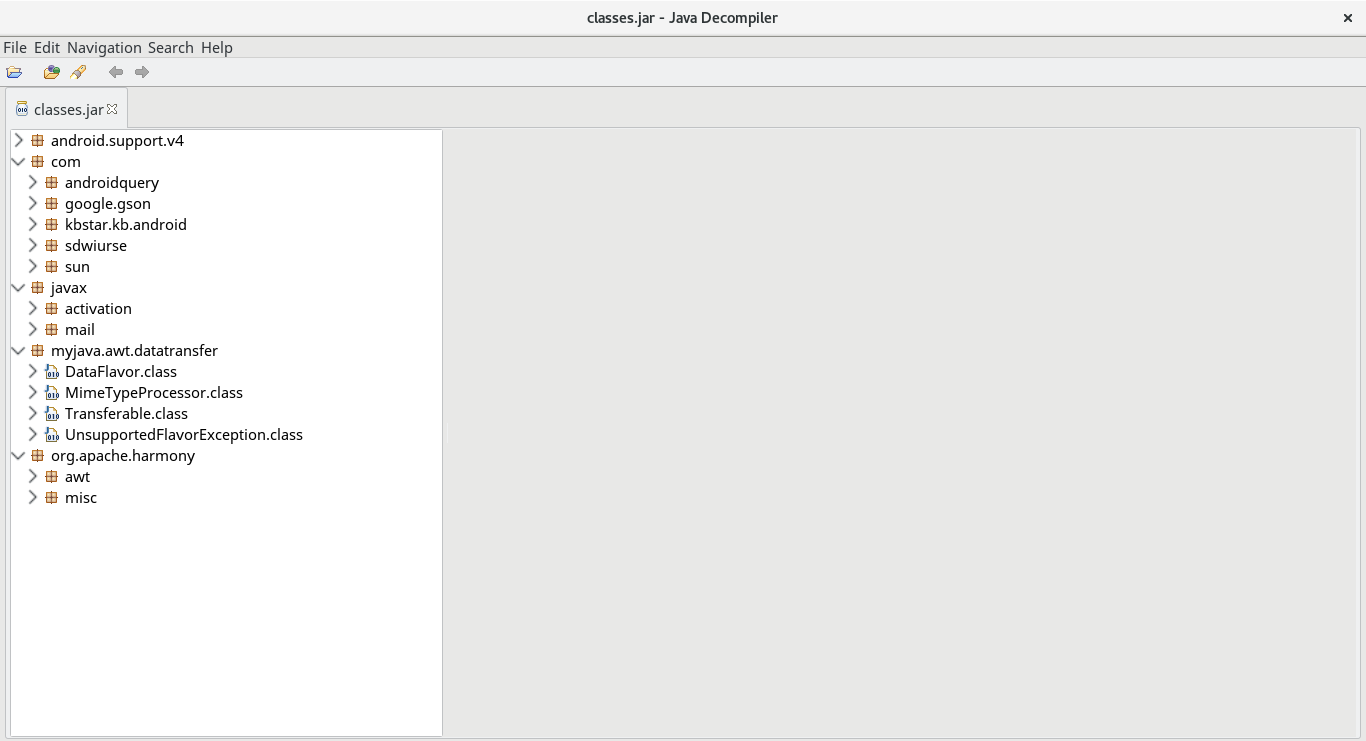 classes.jar - Java Decompiler
File Edit Navigation Search Help
classes.jar
android.support.v4
com
androidquery
google.gson
kbstar.kb.android
sdwiurse
sun
javax
activation
mail
myjava.awt.datatransfer
DataFlavor.class
MimeTypeProcessor.class
Transferable.class
UnsupportedFlavorException.class
org.apache.harmony
awt
misc